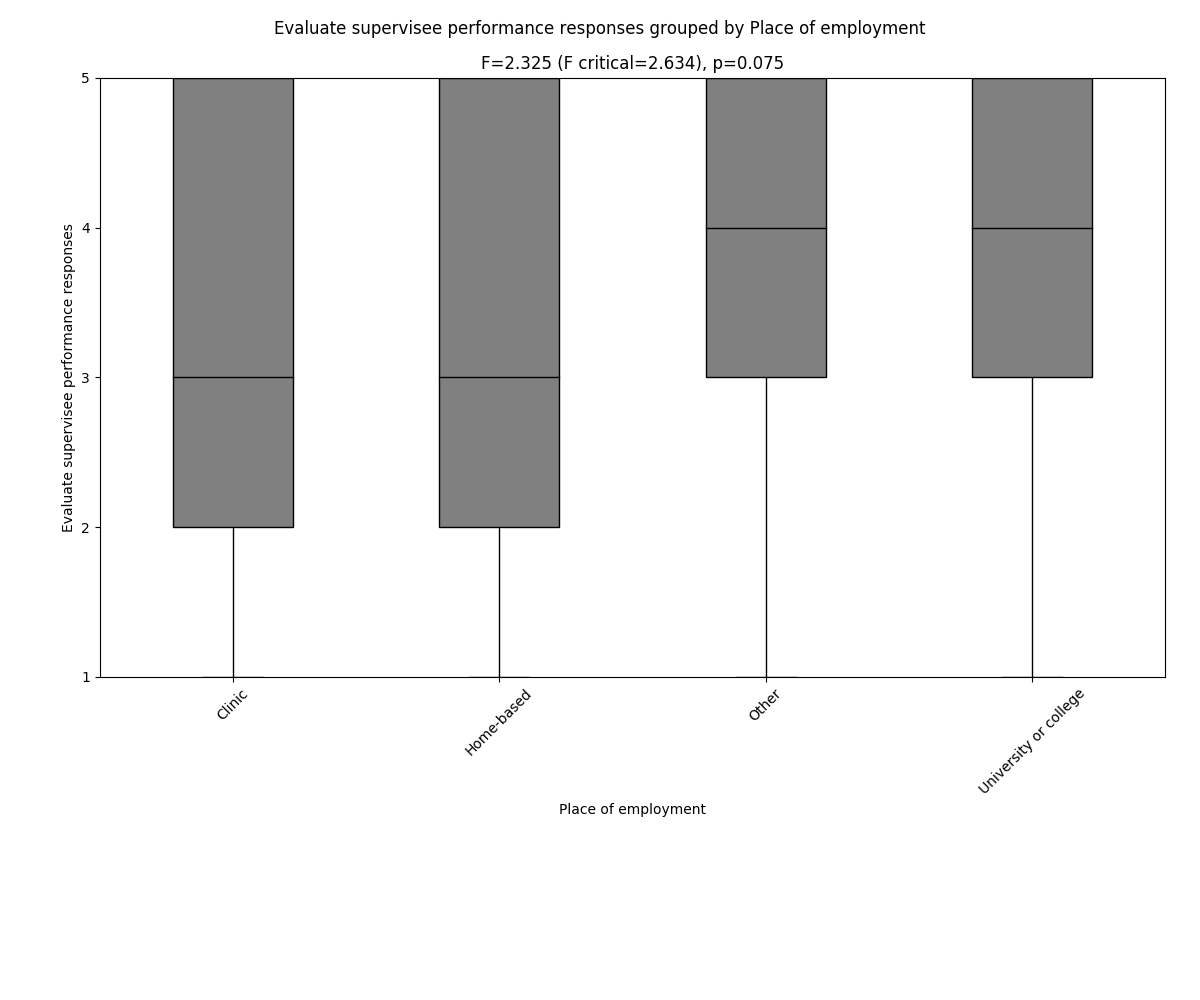 Evaluate supervisee performance responses grouped by Place of employment
F=2.325 (F critical=2.634), p=0.075
Evaluate supervisee performance responses
5
4
3
2
1
Clinic
Home-based
Other
University or college
Place of employment